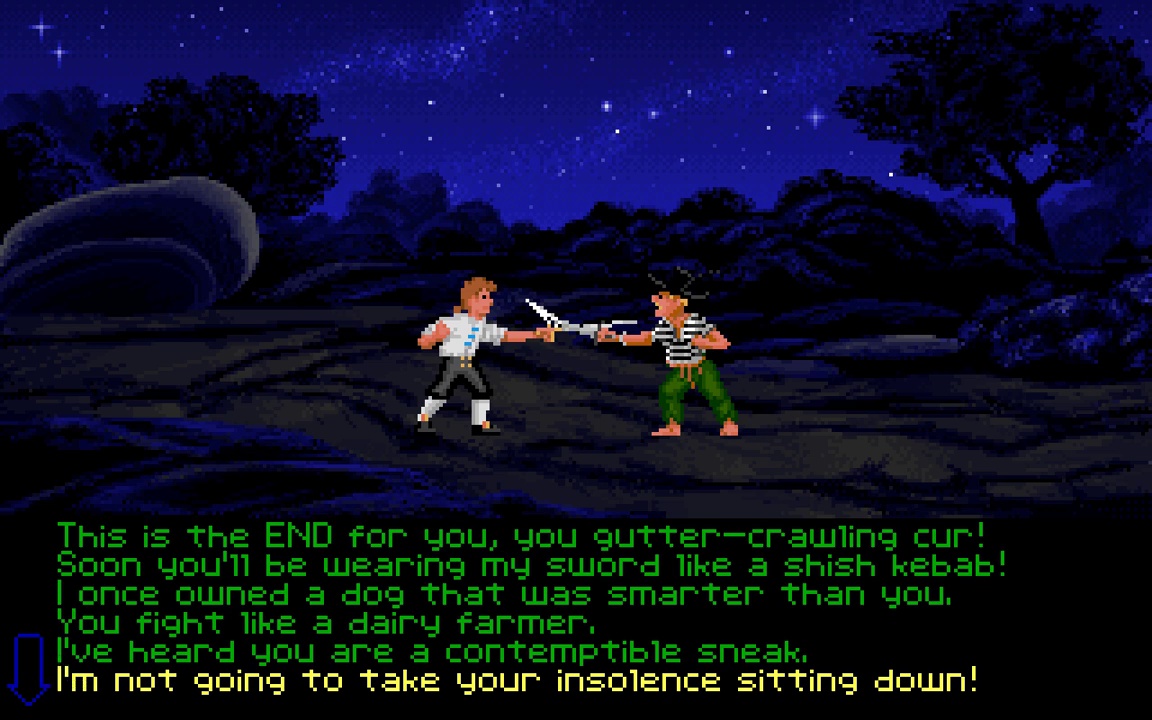 This is the END for you, you gutter-crawling cur!
Soon you'll be wearing my sword like a shish kebab!
I once owned a dog that was smarter than you.
You fight like a dairy farmer.
I've heard you are a contemptible sneak.
I'm not going to take your insolence sitting down!